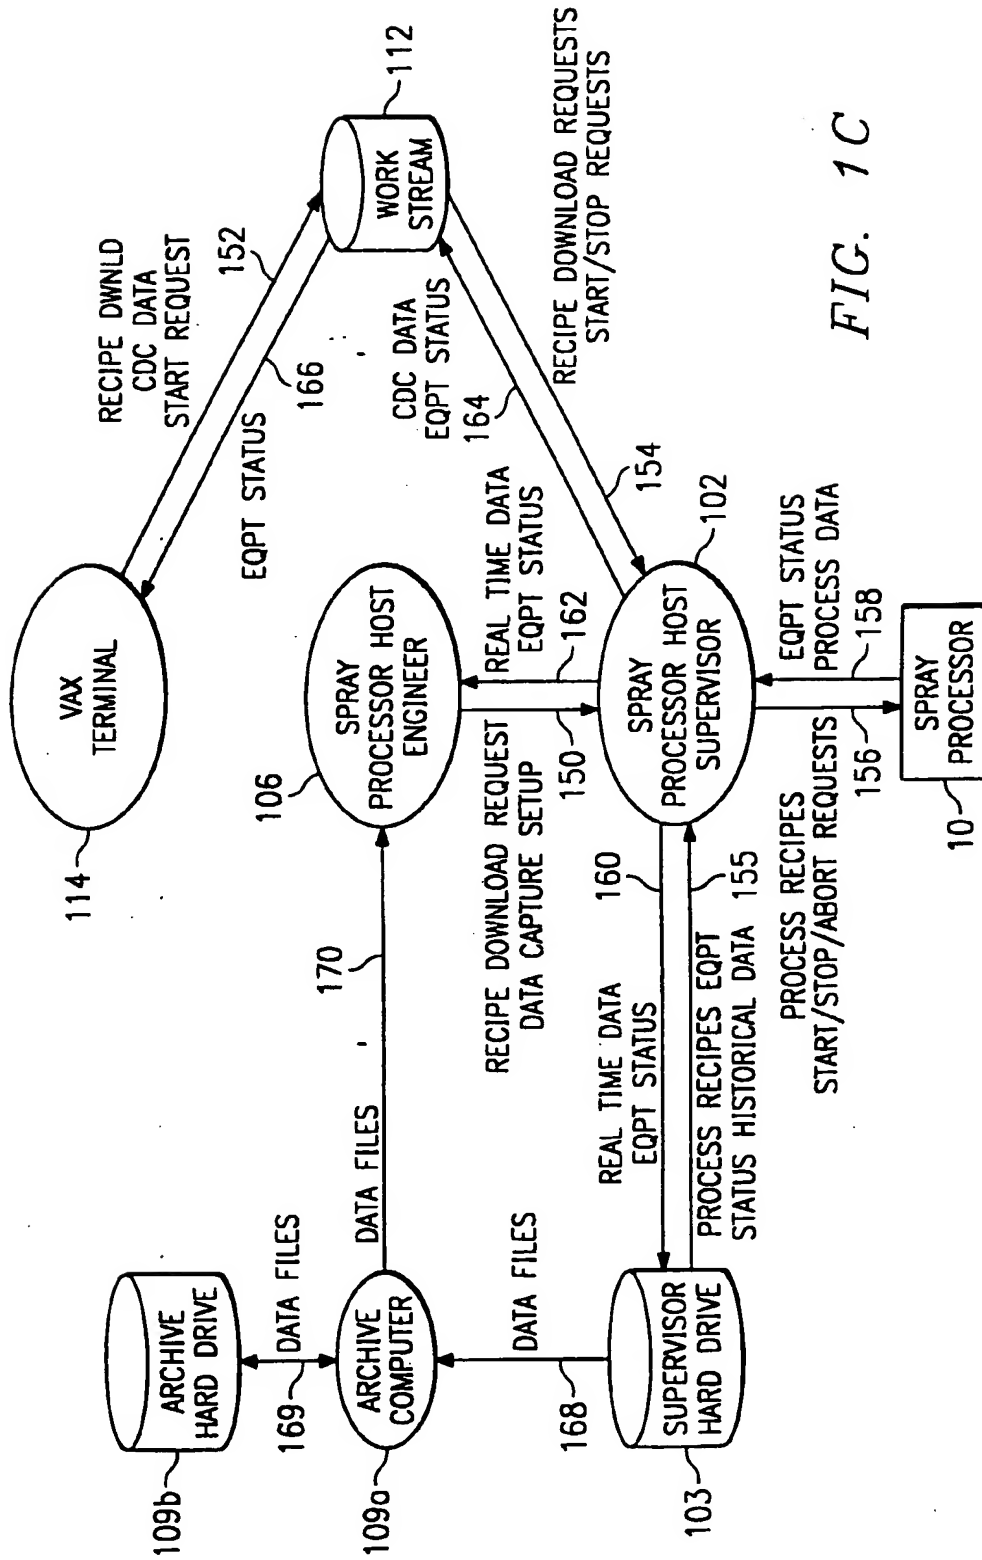 109b
ARCHIVE
HARD DRIVE
169
DATA FILES
109a
ARCHIVE
COMPUTER
168
DATA FILES
103
SUPERVISOR
HARD DRIVE
DATA FILES
170
114
VAX
TERMINAL
106
SPRAY
PROCESSOR HOST
ENGINEER
REAL TIME DATA
EQPT STATUS
160
PROCESS RECIPES EQPT
STATUS HISTORICAL DATA
155
RECIPE DOWNLOAD REQUEST
DATA CAPTURE SETUP
150
REAL TIME DATA
EQPT STATUS
162
SPRAY
PROCESSOR HOST
SUPERVISOR
102
PROCESS RECIPES
START/STOP/ABORT REQUESTS
156
EQPT STATUS
PROCESS DATA
158
10
SPRAY
PROCESSOR
RECIPE DWNLD
CDC DATA
START REQUEST
152
EQPT STATUS
166
CDC DATA
EQPT STATUS
164
154
RECIPE DOWNLOAD REQUESTS
START/STOP REQUESTS
WORK
STREAM
112
FIG. 1C